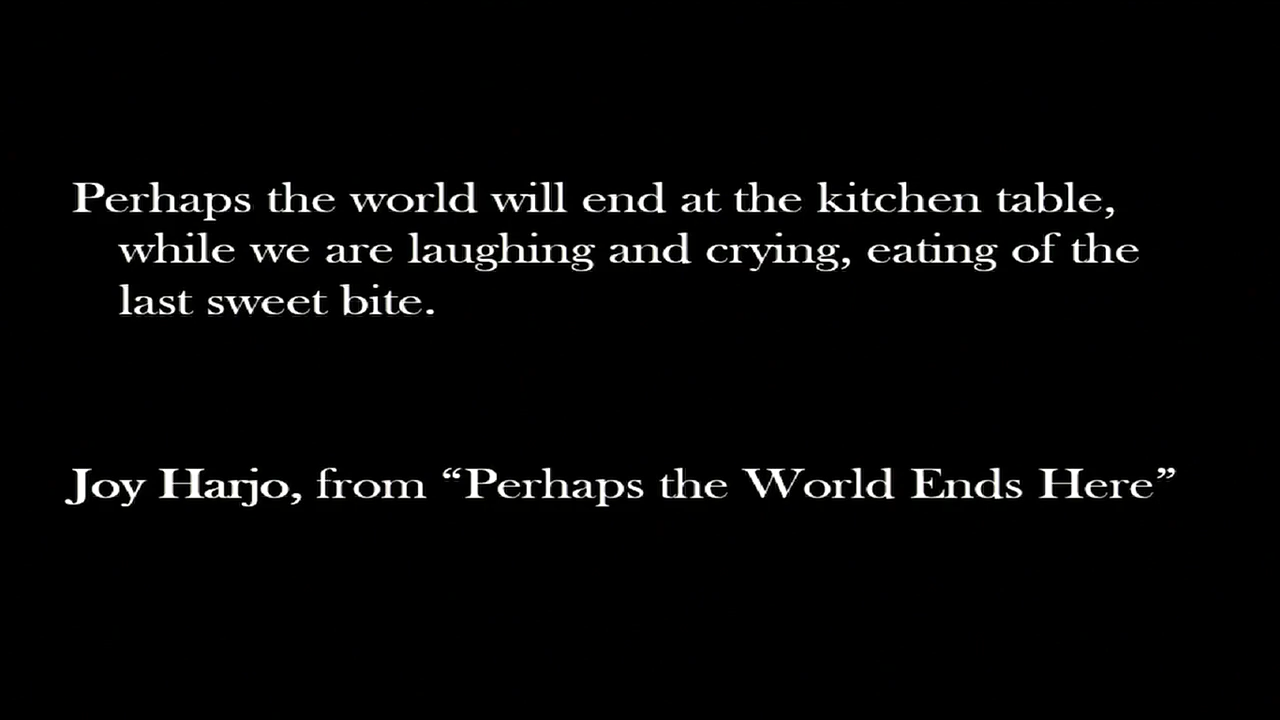 Perhaps the world will end at the kitchen table,
while we are laughing and crying, eating of the
last sweet bite.
Joy Harjo, from “Perhaps the World Ends Here”